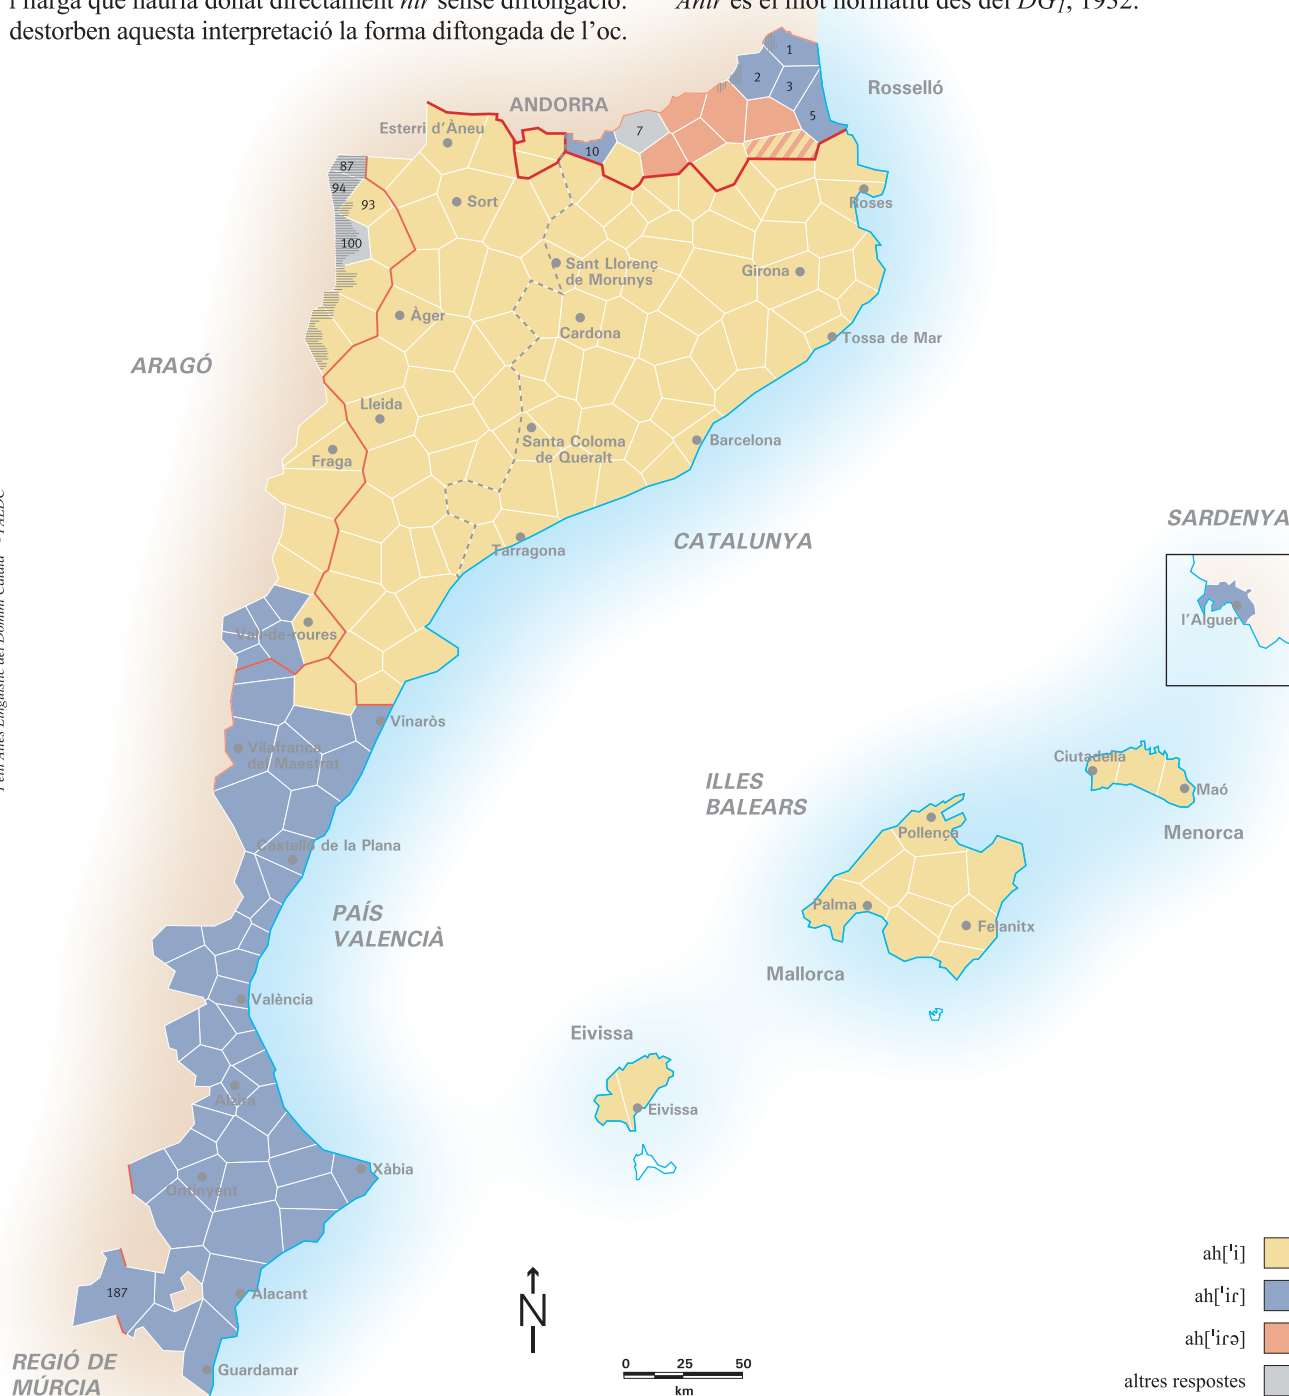 i llarga que hauria donat directament nir sense diftongació.
destorben aquesta interpretació la forma diftongada de l’oc.
Anir és el mot normatiu des del DG1, 1932.
ANDORRA
Rosselló
1
2
3
5
7
10
Esterri d’Àneu
87
94
93
100
Sort
Roses
Sant Llorenç
de Morunys
Girona
Àger
Cardona
Tossa de Mar
ARAGÓ
Lleida
Fraga
Santa Coloma
de Queralt
Barcelona
Tarragona
CATALUNYA
SARDENYA
l’Alguer
Vall-de-roures
Vinaròs
Vilafranca
del Maestrat
ILLES
BALEARS
Ciutadella
Maó
Menorca
Pollença
Castelló de la Plana
Palma
Felanitx
Mallorca
PAÍS
VALENCIÀ
València
Eivissa
Eivissa
Alzira
Xàbia
Ontinyent
187
Alacant
Guardamar
REGIÓ DE
MÚRCIA
N
0 25 50
km
ah[ˈi]
ah[ˈiɾ]
ah[ˈiɾə]
altres respostes